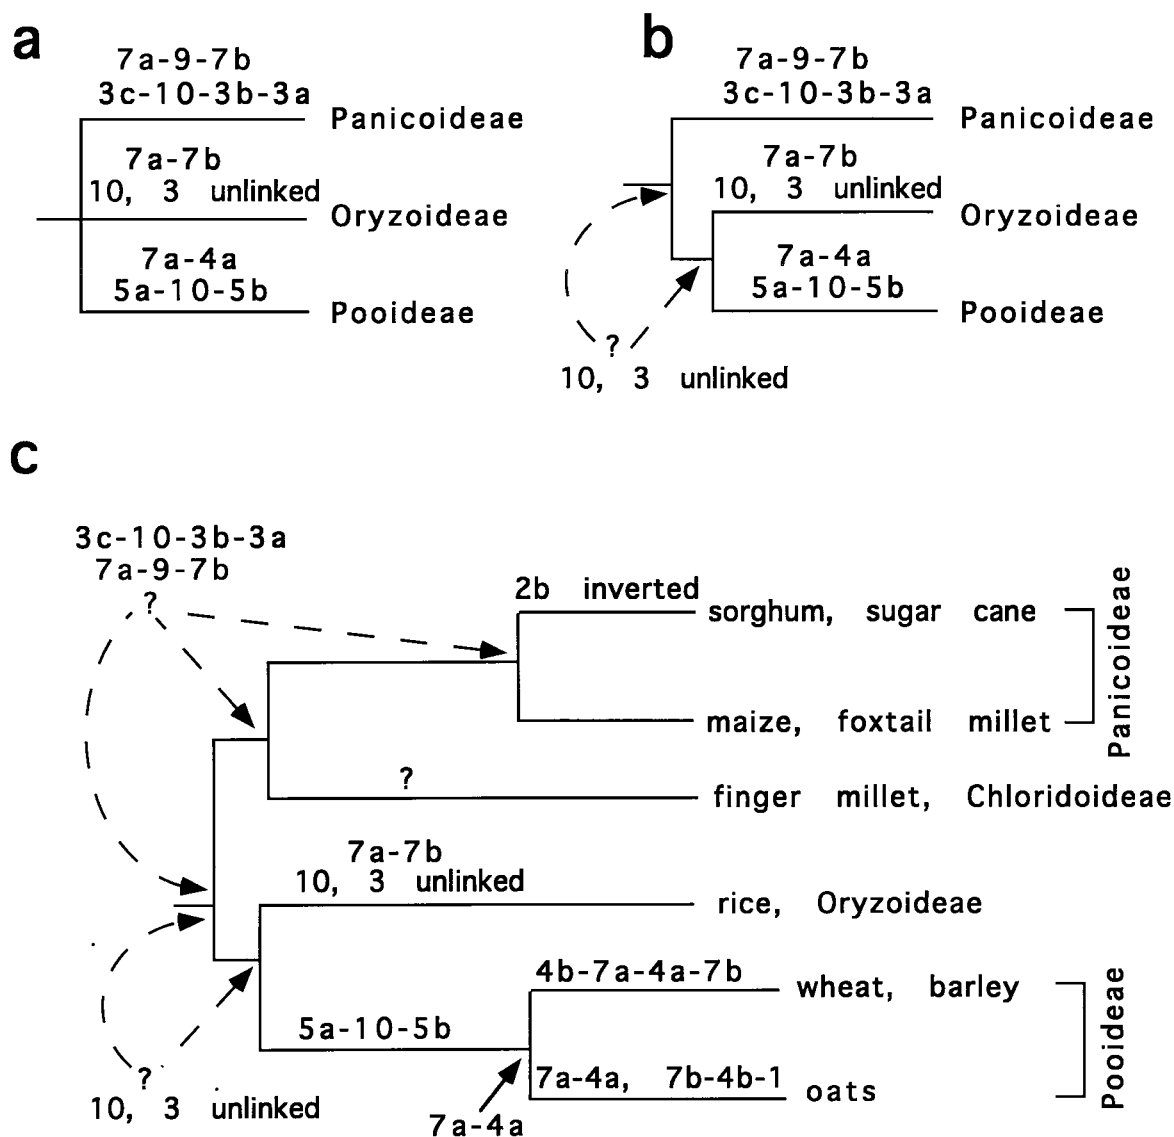 a
7a-9-7b
3c-10-3b-3a
Panicoideae
7a-7b
10, 3 unlinked
Oryzoideae
7a-4a
5a-10-5b
Pooideae
b
7a-9-7b
3c-10-3b-3a
Panicoideae
7a-7b
10, 3 unlinked
Oryzoideae
7a-4a
5a-10-5b
Pooideae
?
10, 3 unlinked
c
3c-10-3b-3a
7a-9-7b
?
2b inverted
sorghum, sugar cane
maize, foxtail millet
Panicoideae
?
finger millet, Chloridoideae
7a-7b
10, 3 unlinked
rice, Oryzoideae
4b-7a-4a-7b
wheat, barley
5a-10-5b
7a-4a, 7b-4b-1
oats
Pooideae
?
10, 3 unlinked
7a-4a